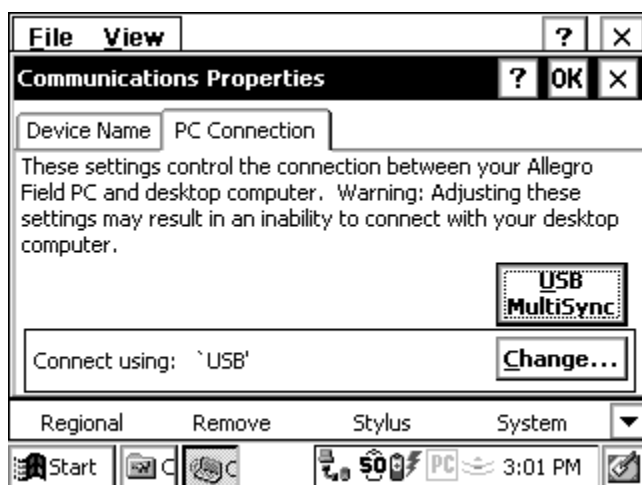 File View ? ×
Communications Properties ? OK ×
Device Name PC Connection
These settings control the connection between your Allegro
Field PC and desktop computer. Warning: Adjusting these
settings may result in an inability to connect with your desktop
computer.
USB
MultiSync
Connect using: `USB' Change...
Regional Remove Stylus System
Start C C 50 PC 3:01 PM